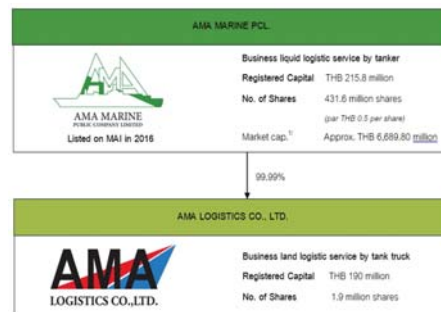 AMA MARINE PCL.
AMA
AMA MARINE
PUBLIC COMPANY LIMITED
Listed on MAI in 2016
Business liquid logistic service by tanker
Registered Capital THB 215.8 million
No. of Shares 431.6 million shares
(par THB 0.5 per share)
Market cap.1) Approx. THB 6,689.80 million
99.99%
AMA LOGISTICS CO., LTD.
AMA
LOGISTICS CO.,LTD.
Business land logistic service by tank truck
Registered Capital THB 190 million
No. of Shares 1.9 million shares